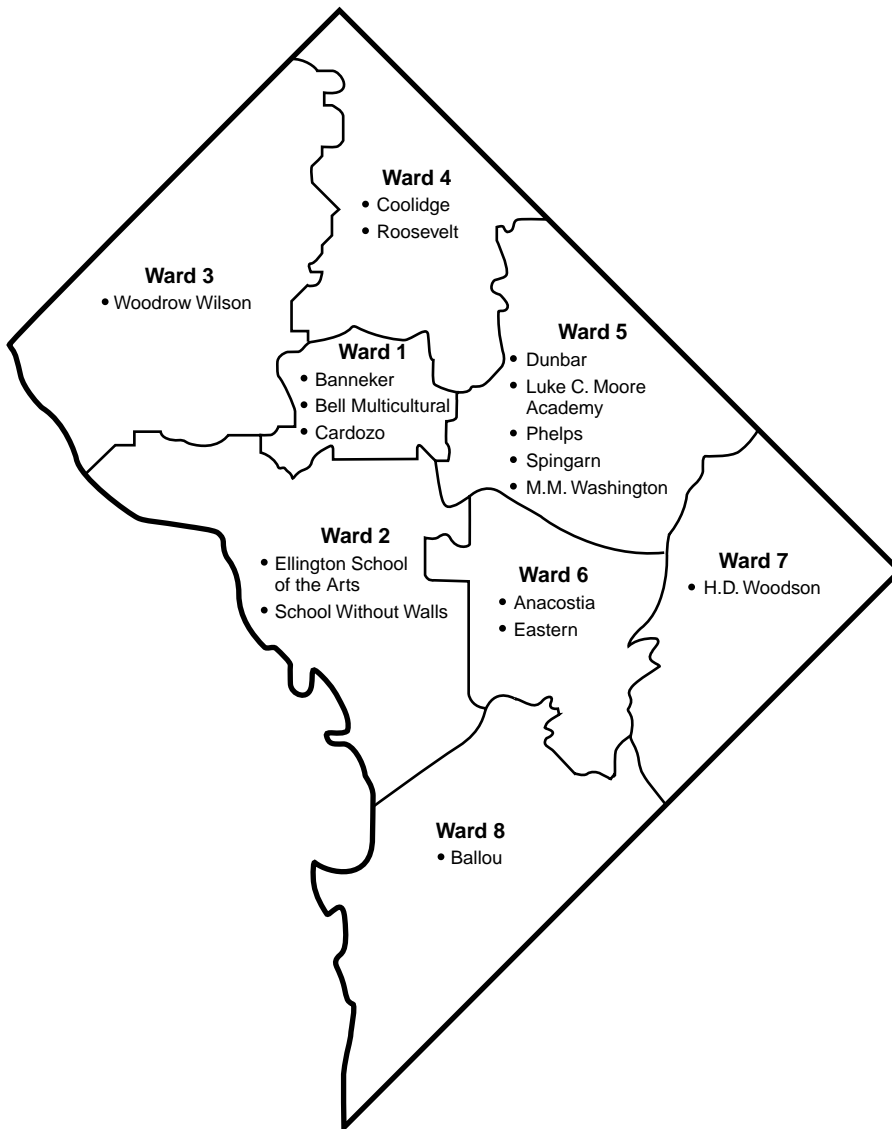 Ward 4
• Coolidge
• Roosevelt
Ward 3
• Woodrow Wilson
Ward 5
• Dunbar
• Luke C. Moore
Academy
• Phelps
• Spingarn
• M.M. Washington
Ward 1
• Banneker
• Bell Multicultural
• Cardozo
Ward 2
• Ellington School
of the Arts
• School Without Walls
Ward 6
• Anacostia
• Eastern
Ward 7
• H.D. Woodson
Ward 8
• Ballou